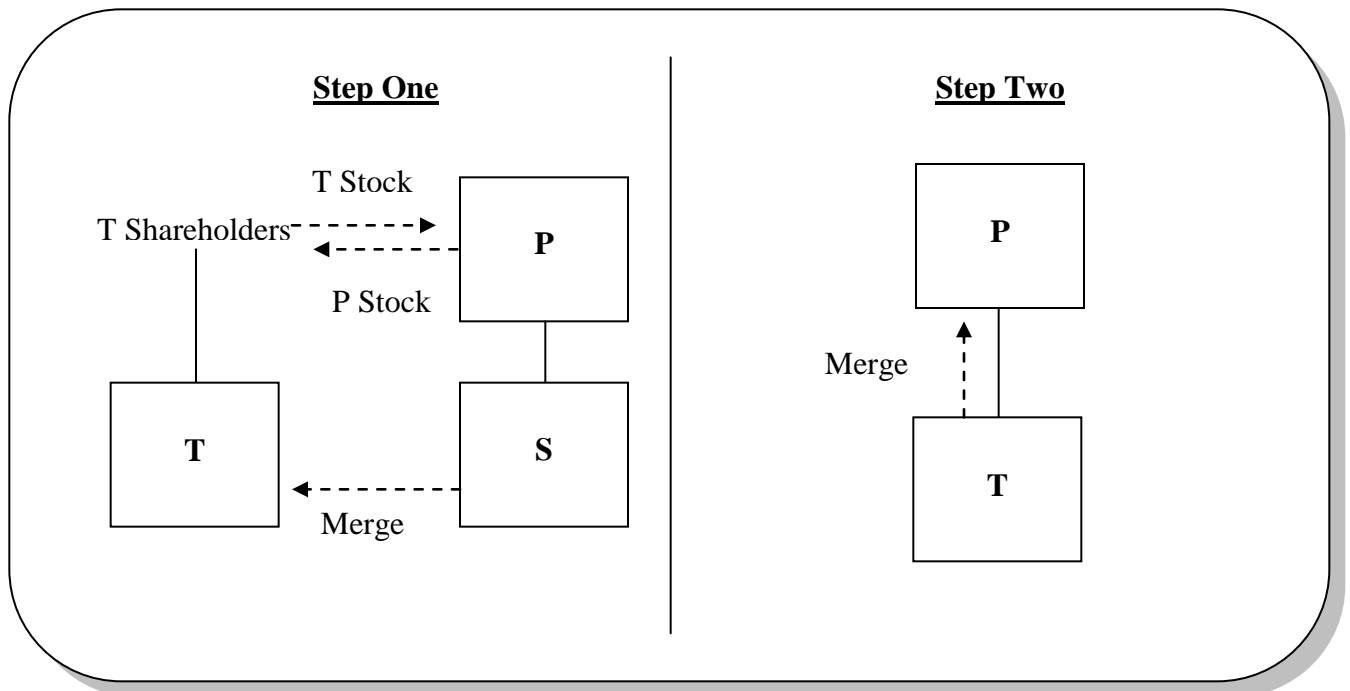 Step One
T Stock
T Shareholders
P
P Stock
T
S
Merge
Step Two
P
Merge
T